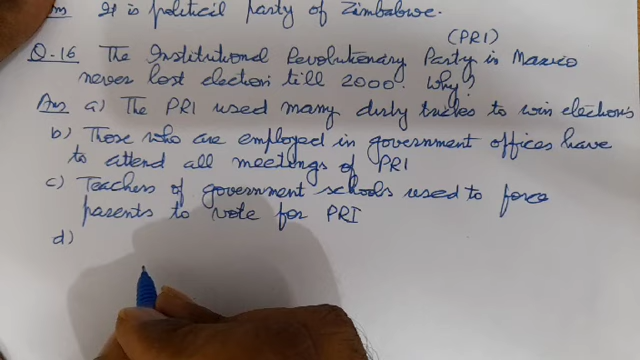 Ans It is political party of Zimbabwe.
(PRI)
Q.16 The Institutional Revolutionary Party in Mexico
never lost election till 2000. Why?
Ans a) The PRI used many dirty tricks to win elections
b) Those who are employed in government offices have
to attend all meetings of PRI
c) Teachers of government schools used to force
parents to vote for PRI
d)